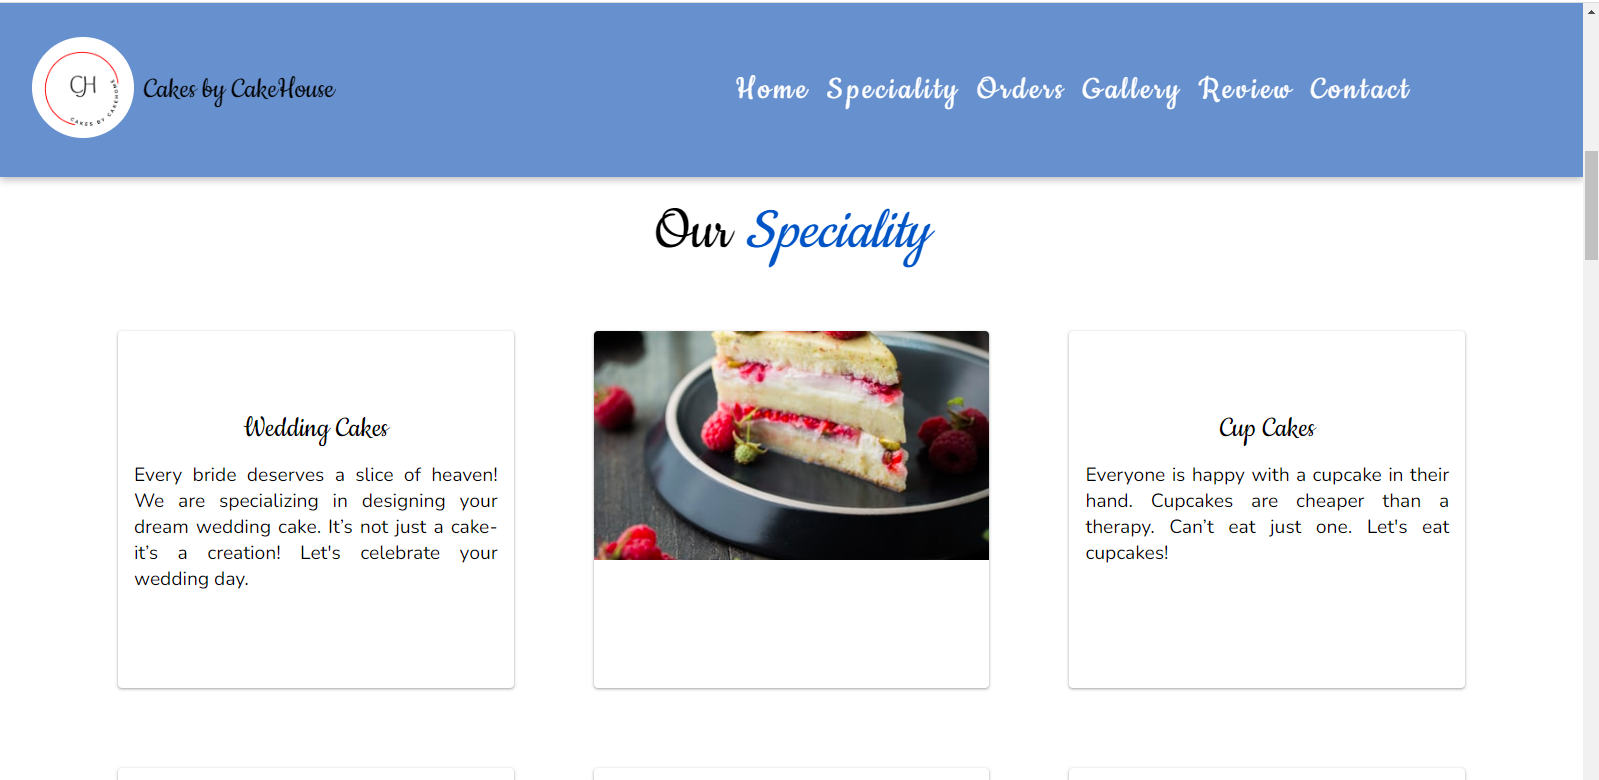 GH
CAKES BY CAKEHOUSE
Cakes by CakeHouse
Home Speciality Orders Gallery Review Contact
Our Speciality
Wedding Cakes
Every bride deserves a slice of heaven!
We are specializing in designing your
dream wedding cake. It’s not just a cake-
it’s a creation! Let's celebrate your
wedding day.
Cup Cakes
Everyone is happy with a cupcake in their
hand. Cupcakes are cheaper than a
therapy. Can’t eat just one. Let's eat
cupcakes!